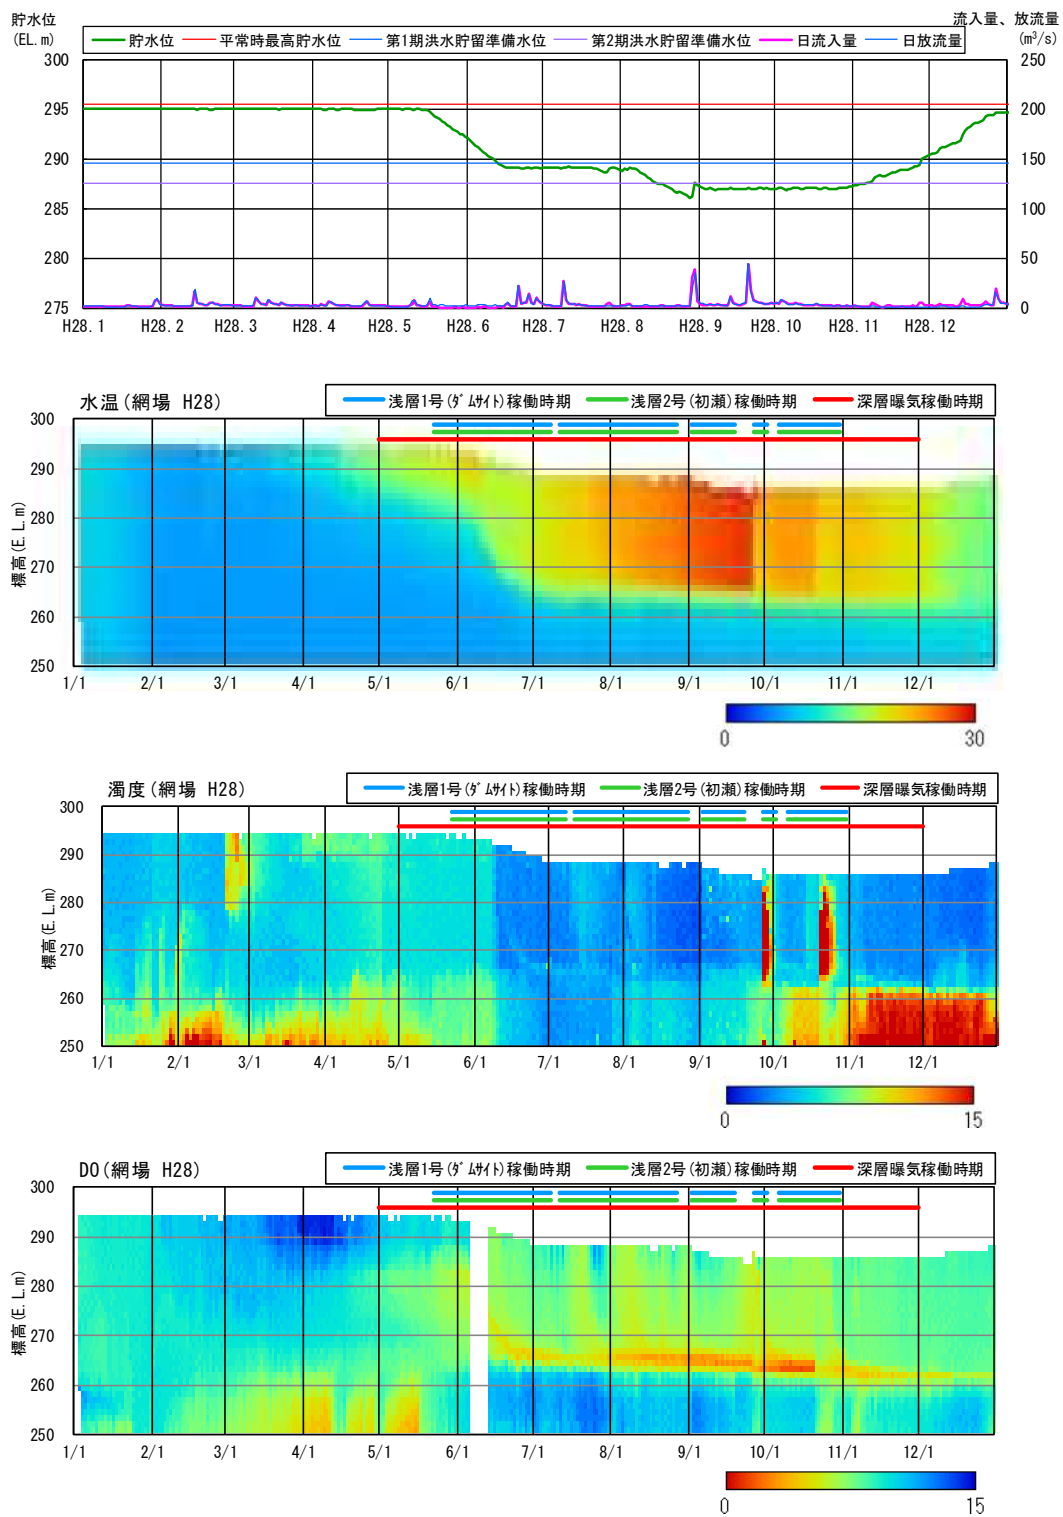 貯水位
(EL.m)
流入量、放流量
(m³/s)
貯水位 平常時最高貯水位 第1期洪水貯留準備水位 第2期洪水貯留準備水位 日流入量 日放流量
300 250
295 200
290 150
285 100
280 50
275 0
H28.1 H28.2 H28.3 H28.4 H28.5 H28.6 H28.7 H28.8 H28.9 H28.10 H28.11 H28.12
水温(網場 H28)
浅層1号(ダムサイト)稼働時期 浅層2号(初瀬)稼働時期 深層曝気稼働時期
標高(E.L.m)
300
290
280
270
260
250
1/1 2/1 3/1 4/1 5/1 6/1 7/1 8/1 9/1 10/1 11/1 12/1
0 30
濁度(網場 H28)
浅層1号(ダムサイト)稼働時期 浅層2号(初瀬)稼働時期 深層曝気稼働時期
標高(E.L.m)
300
290
280
270
260
250
1/1 2/1 3/1 4/1 5/1 6/1 7/1 8/1 9/1 10/1 11/1 12/1
0 15
DO(網場 H28)
浅層1号(ダムサイト)稼働時期 浅層2号(初瀬)稼働時期 深層曝気稼働時期
標高(E.L.m)
300
290
280
270
260
250
1/1 2/1 3/1 4/1 5/1 6/1 7/1 8/1 9/1 10/1 11/1 12/1
0 15